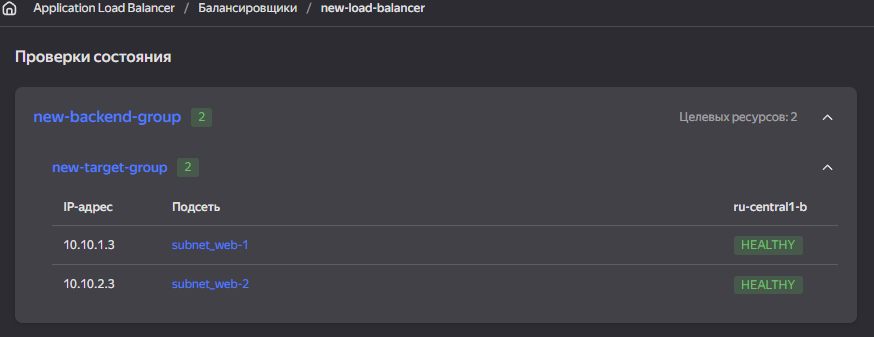 Application Load Balancer / Балансировщики / new-load-balancer
Проверки состояния
new-backend-group 2 Целевых ресурсов: 2
new-target-group 2
IP-адрес Подсеть ru-central1-b
10.10.1.3 subnet_web-1 HEALTHY
10.10.2.3 subnet_web-2 HEALTHY